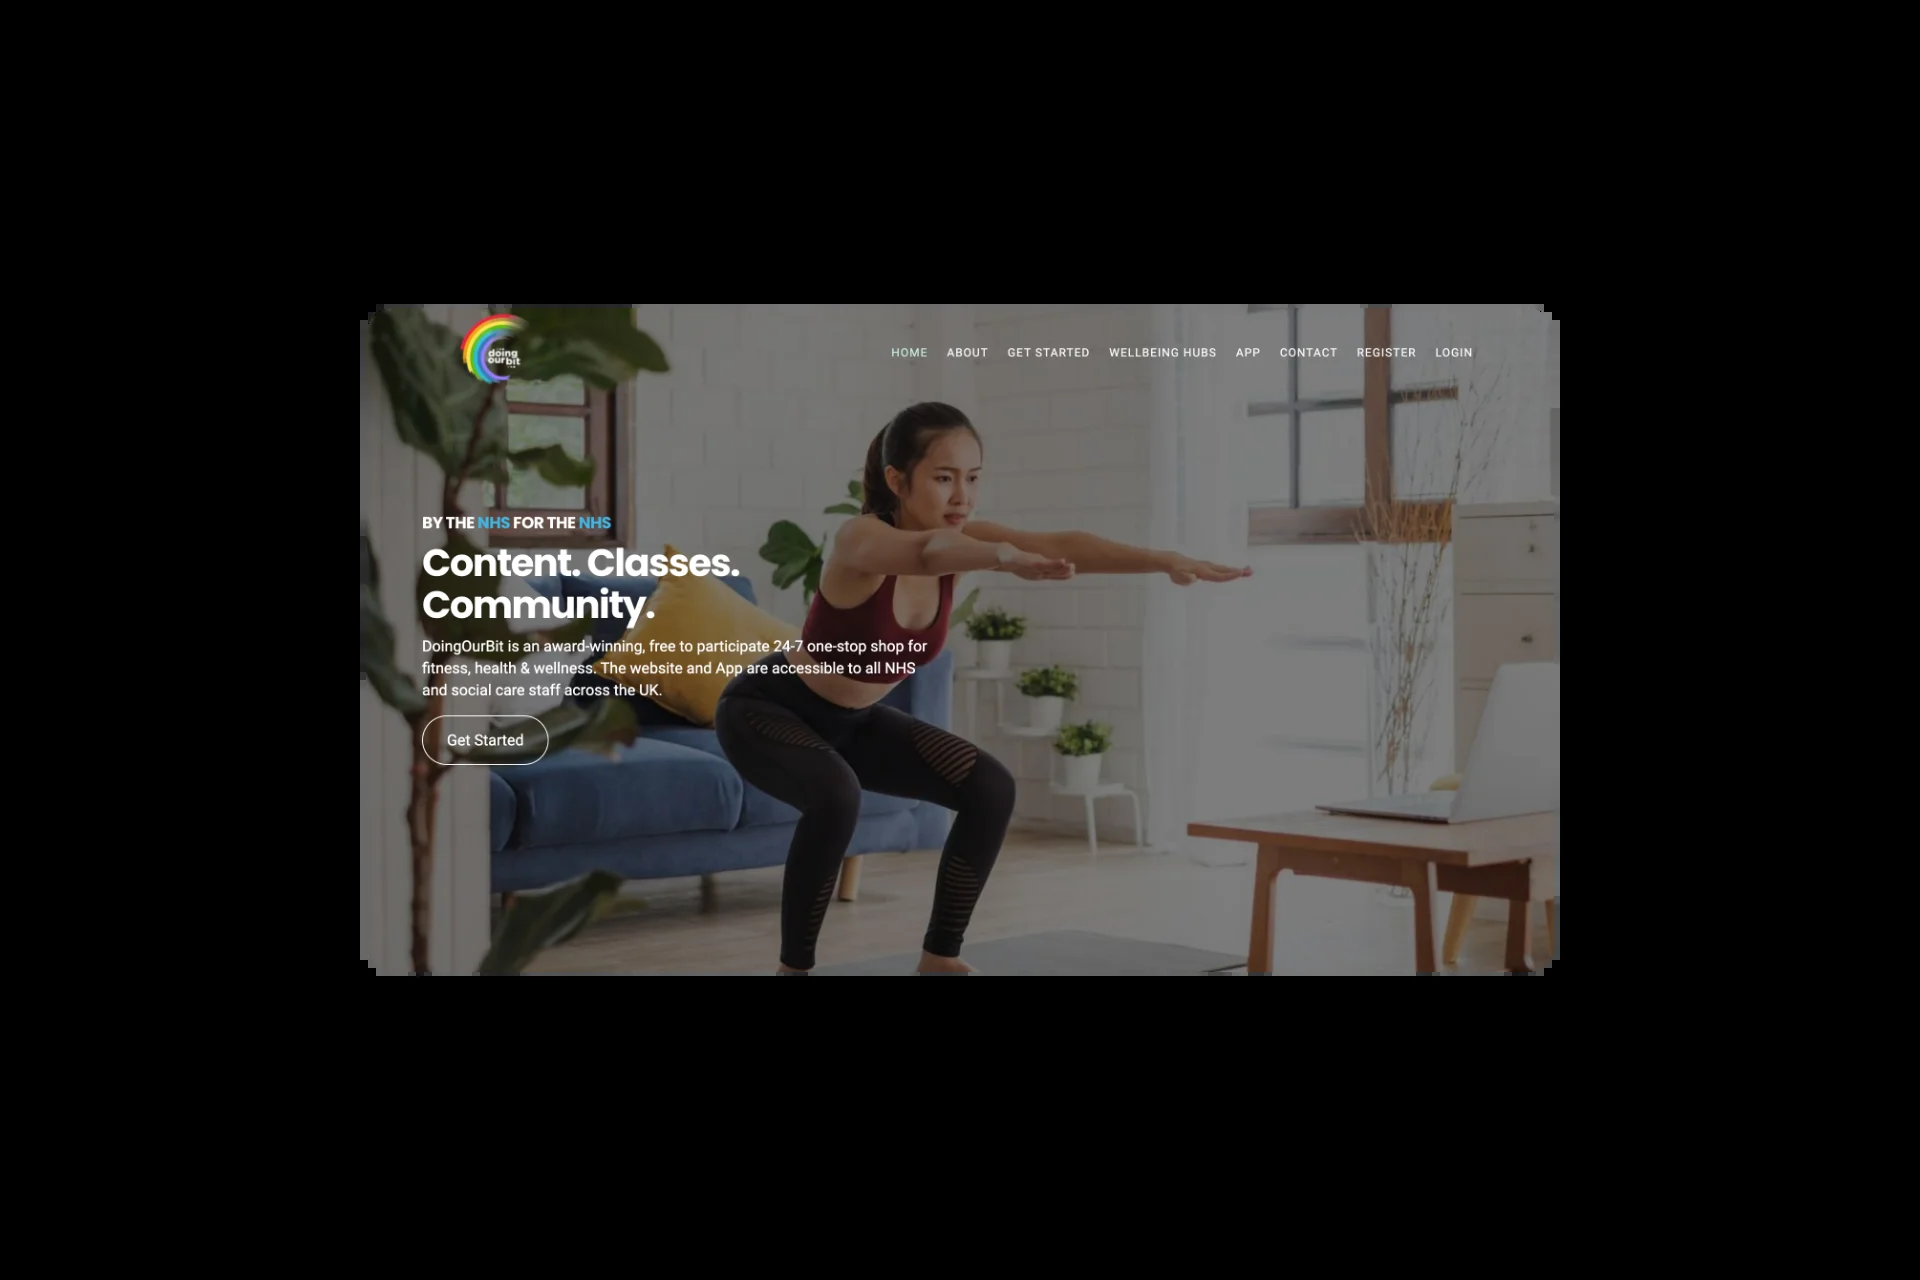 doing
our bit
HOME ABOUT GET STARTED WELLBEING HUBS APP CONTACT REGISTER LOGIN
BY THE NHS FOR THE NHS
Content. Classes.
Community.
DoingOurBit is an award-winning, free to participate 24-7 one-stop shop for
fitness, health & wellness. The website and App are accessible to all NHS
and social care staff across the UK.
Get Started